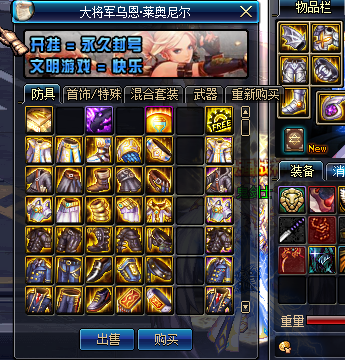 大将军乌恩·莱奥尼尔
物品栏
开挂 = 永久封号
文明游戏 = 快乐
防具
首饰/特殊
混合套装
武器
重新购买
FREE
New
装备
消
重量
出售
购买